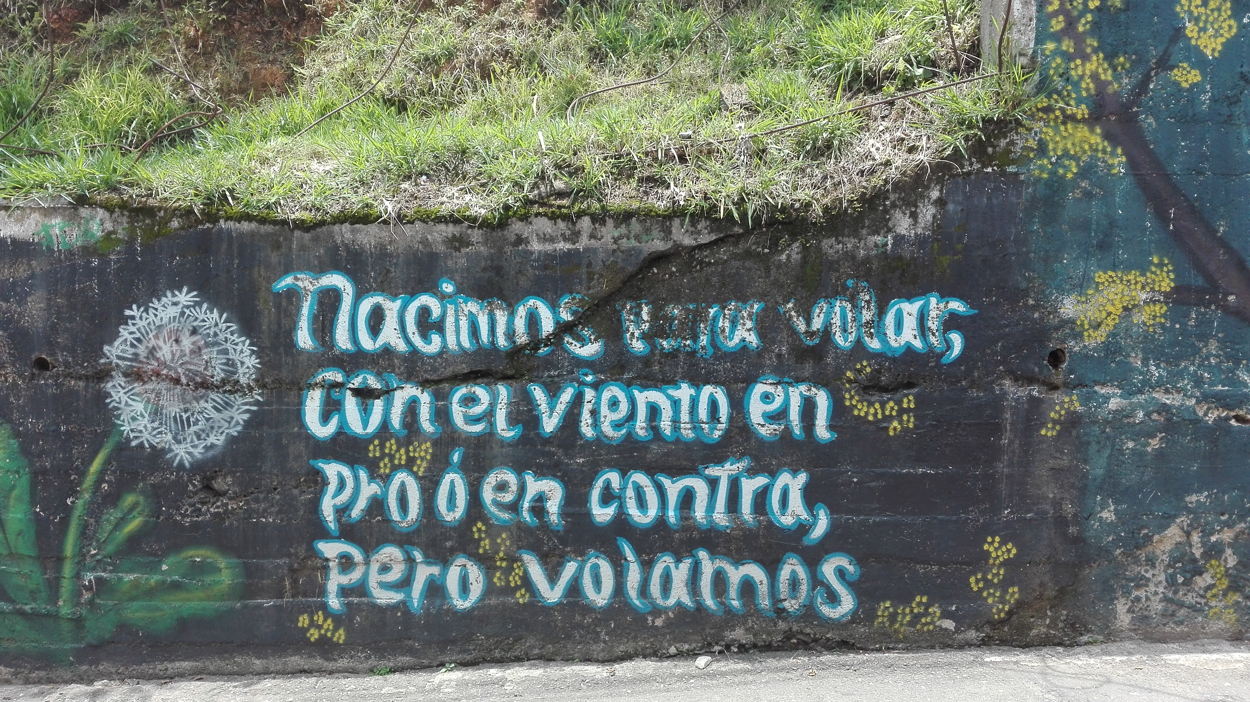 Nacimos para volar,
con el viento en
pro ó en contra,
pero volamos